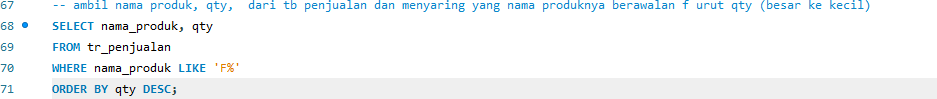 67 -- ambil nama produk, qty,  dari tb penjualan dan menyaring yang nama produknya berawalan f urut qty (besar ke kecil)
68 SELECT nama_produk, qty
69 FROM tr_penjualan
70 WHERE nama_produk LIKE 'F%'
71 ORDER BY qty DESC;